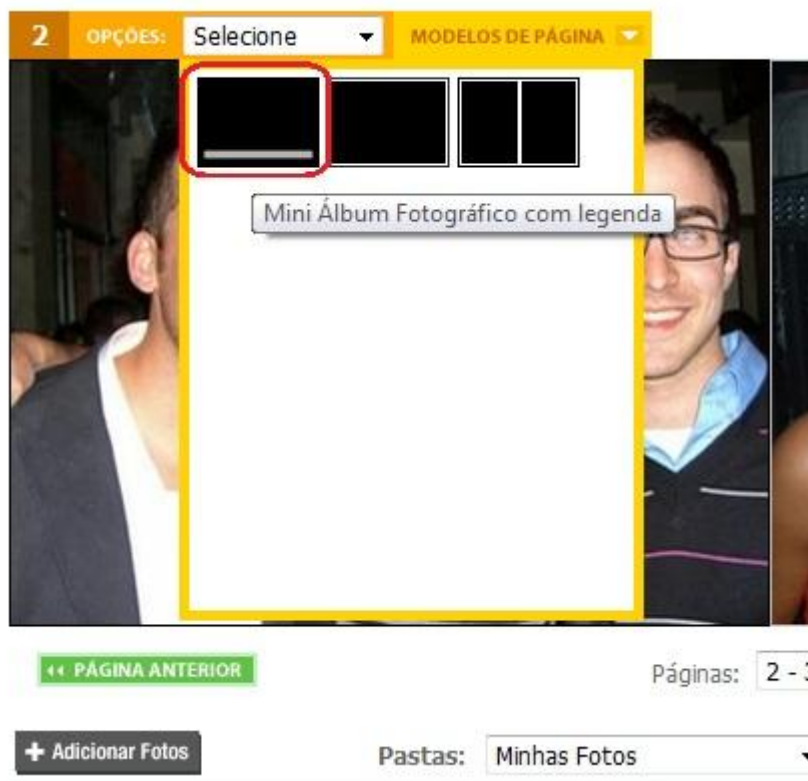 2 OPÇÕES: Selecione MODELOS DE PÁGINA
Mini Álbum Fotográfico com legenda
PÁGINA ANTERIOR
Páginas: 2 -
+ Adicionar Fotos
Pastas: Minhas Fotos